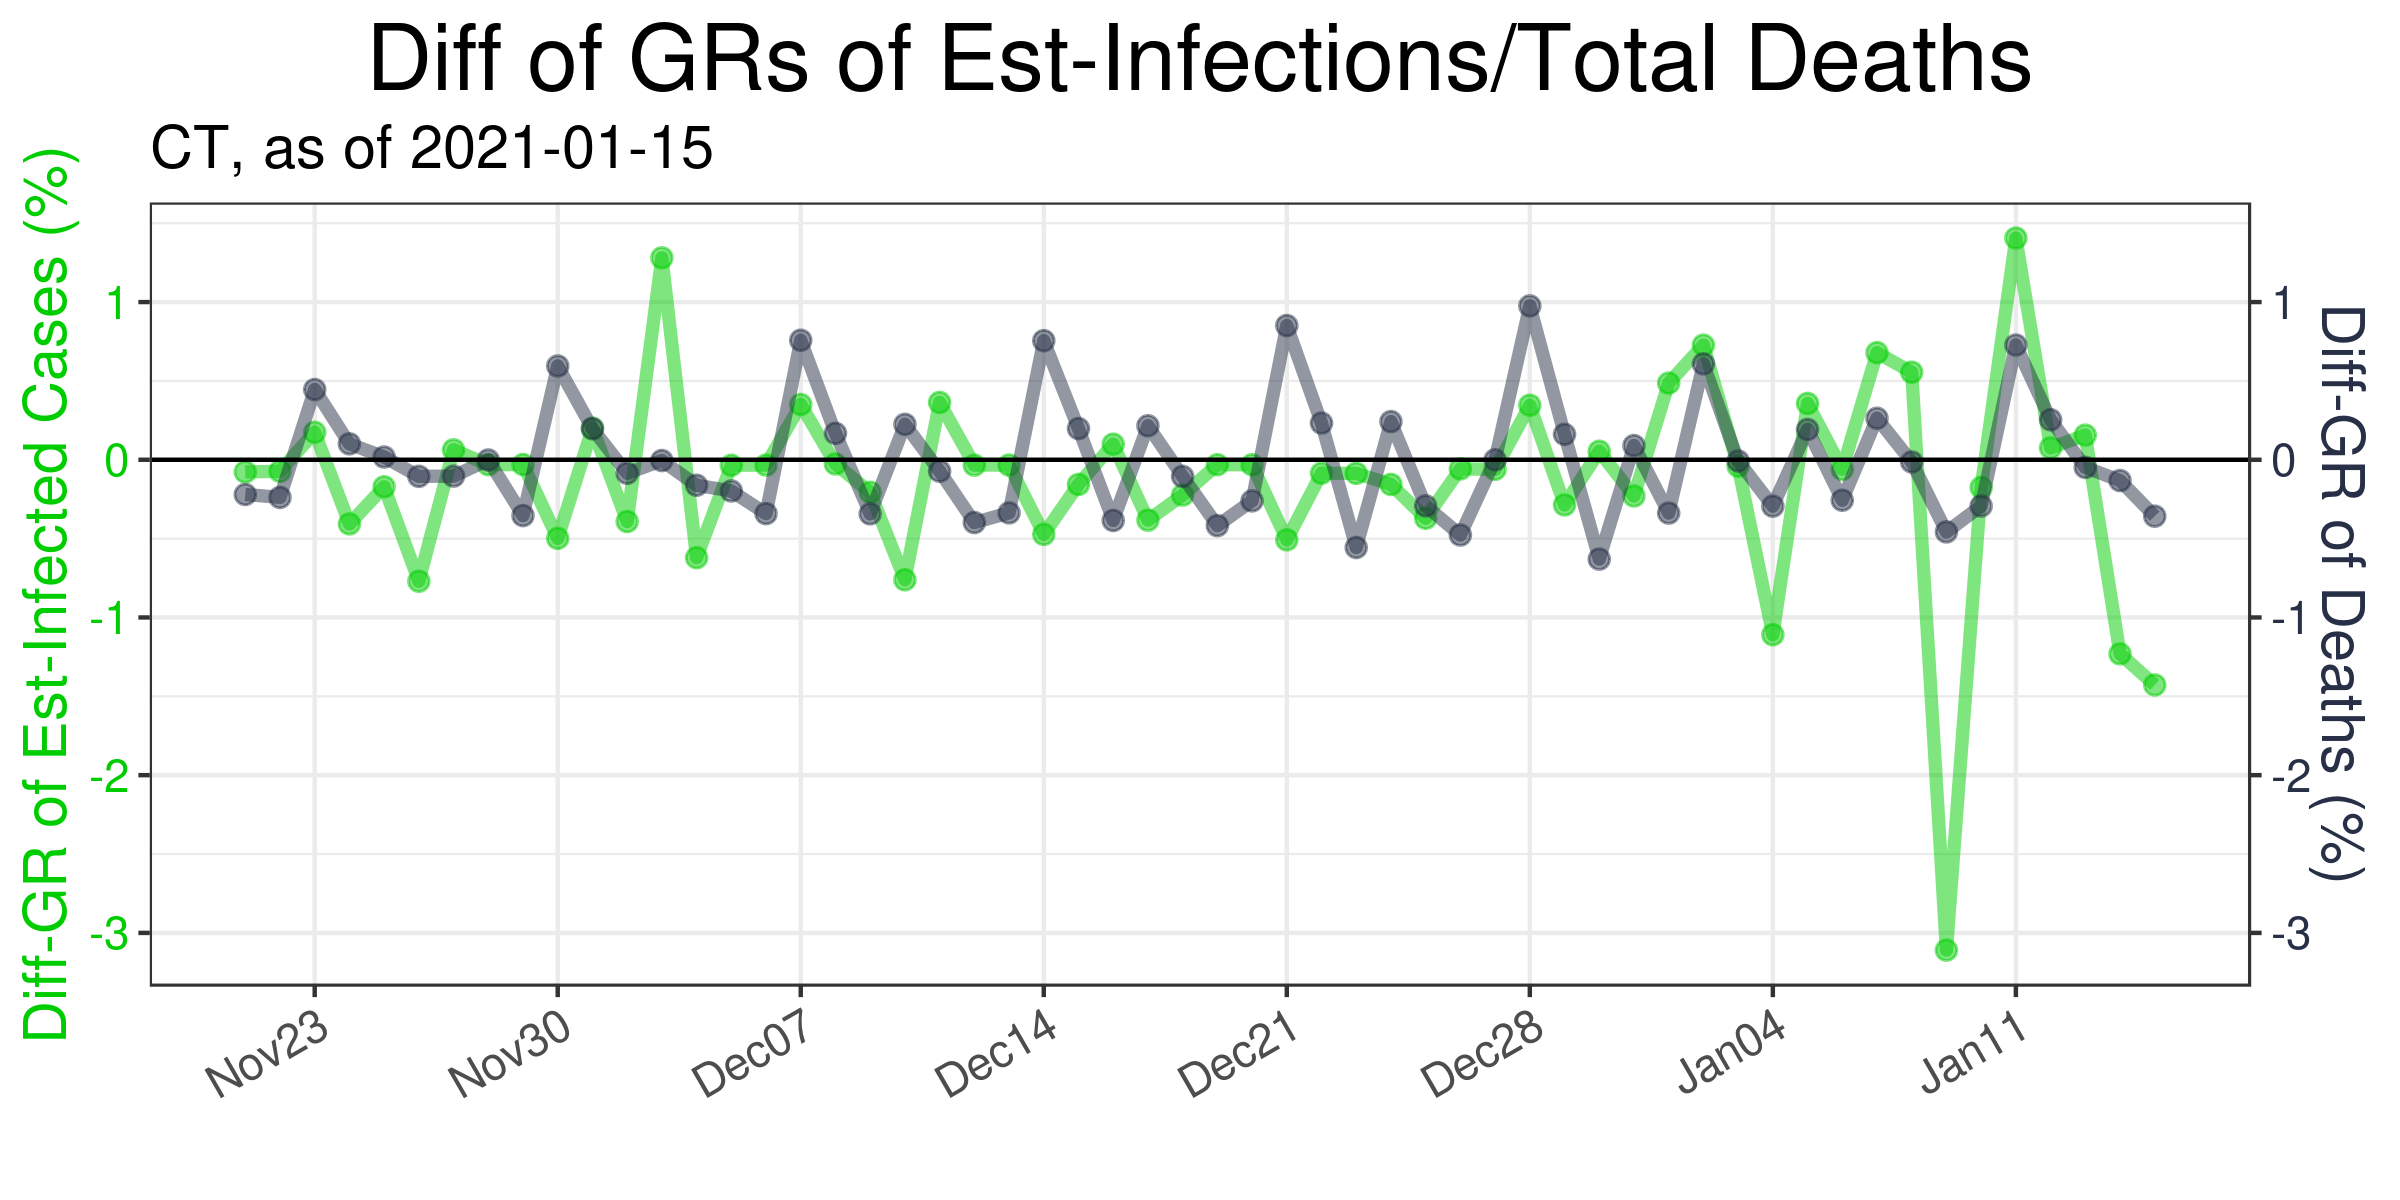 Diff of GRs of Est-Infections/Total Deaths
CT, as of 2021-01-15
Diff-GR of Est-Infected Cases (%)
1
0
-1
-2
-3
1
0
-1
-2
-3
Diff-GR of Deaths (%)
Nov23
Nov30
Dec07
Dec14
Dec21
Dec28
Jan04
Jan11